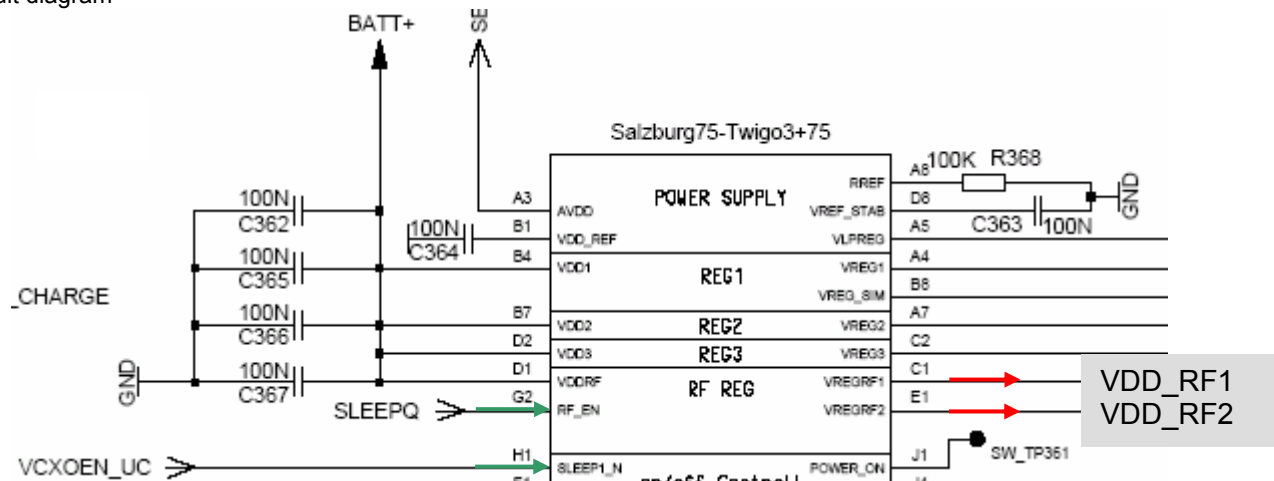 BATT+
Salzburg75-Twigo3+75
A8 100K R368
RREF
GND
100N A3 AVDD POWER SUPPLY VREF_STAB D8
C362
100N B1 VDD_REF VLPREG A5 C363 100N
C364
100N B4 VDD1 REG1 VREG1 A4
C365
_CHARGE
VREG_SIM B8
100N B7 VDD2 REG2 VREG2 A7
C366
D2 VDD3 REG3 VREG3 C2
GND 100N D1 VDDRF RF REG VREGRF1 C1 VDD_RF1
C367
SLEEPQ G2 RF_EN VREGRF2 E1 VDD_RF2
VCXOEN_UC H1 SLEEP1_N POWER_ON J1 SW_TP361